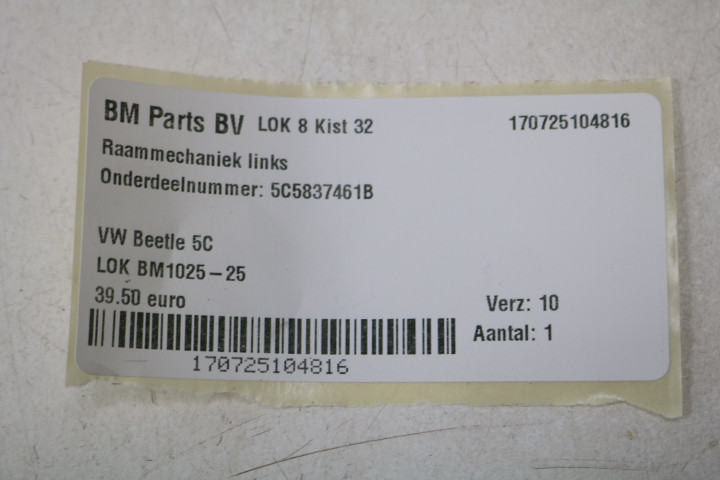 BM Parts BV LOK 8 Kist 32 170725104816
Raammechaniek links
Onderdeelnummer: 5C5837461B
VW Beetle 5C
LOK BM1025-25
39.50 euro Verz: 10
Aantal: 1
170725104816